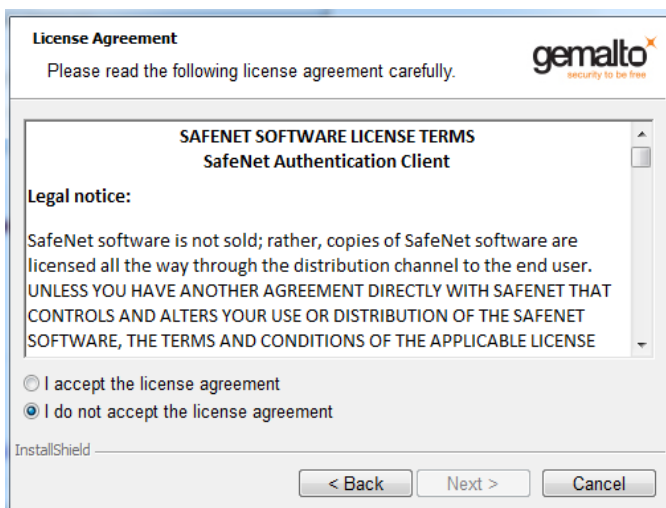 License Agreement
Please read the following license agreement carefully.
gemalto
security to be free
SAFENET SOFTWARE LICENSE TERMS
SafeNet Authentication Client
Legal notice:
SafeNet software is not sold; rather, copies of SafeNet software are
licensed all the way through the distribution channel to the end user.
UNLESS YOU HAVE ANOTHER AGREEMENT DIRECTLY WITH SAFENET THAT
CONTROLS AND ALTERS YOUR USE OR DISTRIBUTION OF THE SAFENET
SOFTWARE, THE TERMS AND CONDITIONS OF THE APPLICABLE LICENSE
I accept the license agreement
I do not accept the license agreement
InstallShield
< Back Next > Cancel